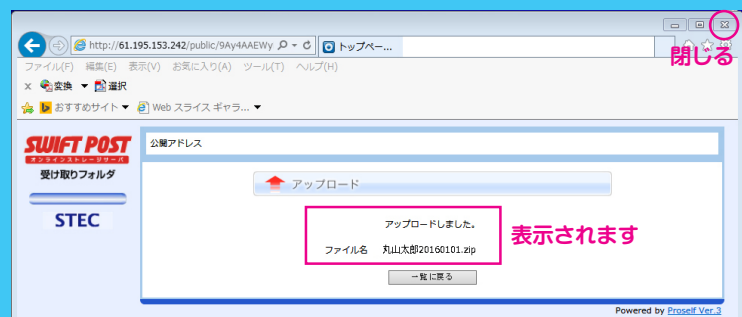 http://61.195.153.242/public/9Ay4AAEWy
トップペー...
閉じる
ファイル(F) 編集(E) 表示(V) お気に入り(A) ツール(T) ヘルプ(H)
x 変換 ▼ 選択
おすすめサイト ▼ Web スライス ギャラ... ▼
SWIFT POST
オンラインストレージサーバ
受け取りフォルダ
STEC
公開アドレス
アップロード
アップロードしました。
ファイル名 丸山太郎20160101.zip
表示されます
一覧に戻る
Powered by Proself Ver.3